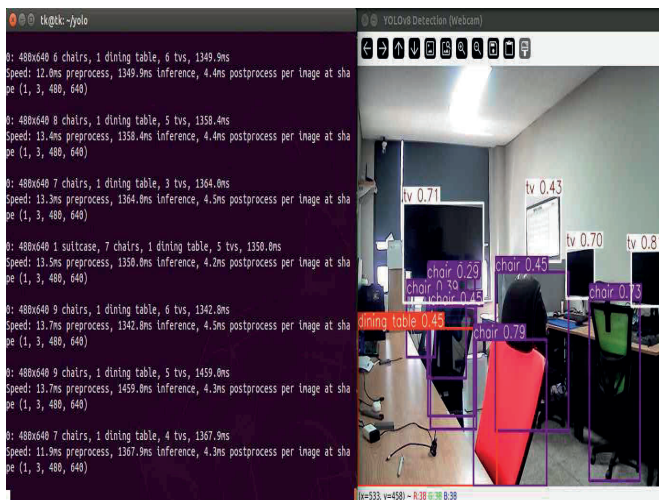 tk@tk: ~/yolo
0: 480x640 6 chairs, 1 dining table, 6 tvs, 1349.9ms
Speed: 12.0ms preprocess, 1349.9ms inference, 4.4ms postprocess per image at sha
pe (1, 3, 480, 640)
0: 480x640 8 chairs, 1 dining table, 5 tvs, 1358.4ms
Speed: 13.4ms preprocess, 1358.4ms inference, 4.4ms postprocess per image at sha
pe (1, 3, 480, 640)
0: 480x640 7 chairs, 1 dining table, 3 tvs, 1364.0ms
Speed: 13.3ms preprocess, 1364.0ms inference, 4.5ms postprocess per image at sha
pe (1, 3, 480, 640)
0: 480x640 1 suitcase, 7 chairs, 1 dining table, 5 tvs, 1350.0ms
Speed: 13.5ms preprocess, 1350.0ms inference, 4.2ms postprocess per image at sha
pe (1, 3, 480, 640)
0: 480x640 9 chairs, 1 dining table, 6 tvs, 1342.8ms
Speed: 13.7ms preprocess, 1342.8ms inference, 4.5ms postprocess per image at sha
pe (1, 3, 480, 640)
0: 480x640 9 chairs, 1 dining table, 5 tvs, 1459.0ms
Speed: 13.7ms preprocess, 1459.0ms inference, 4.3ms postprocess per image at sha
pe (1, 3, 480, 640)
0: 480x640 7 chairs, 1 dining table, 4 tvs, 1367.9ms
Speed: 11.9ms preprocess, 1367.9ms inference, 4.3ms postprocess per image at sha
pe (1, 3, 480, 640)
YOLOv8 Detection (Webcam)
tv 0.71
tv 0.43
tv 0.70
tv 0.8
chair 0.29
chair 0.45
chair 0.39
chair 0.45
chair 0.73
dining table 0.45
chair 0.79
(x=533, y=458) ~ R:38 G:38 B:38